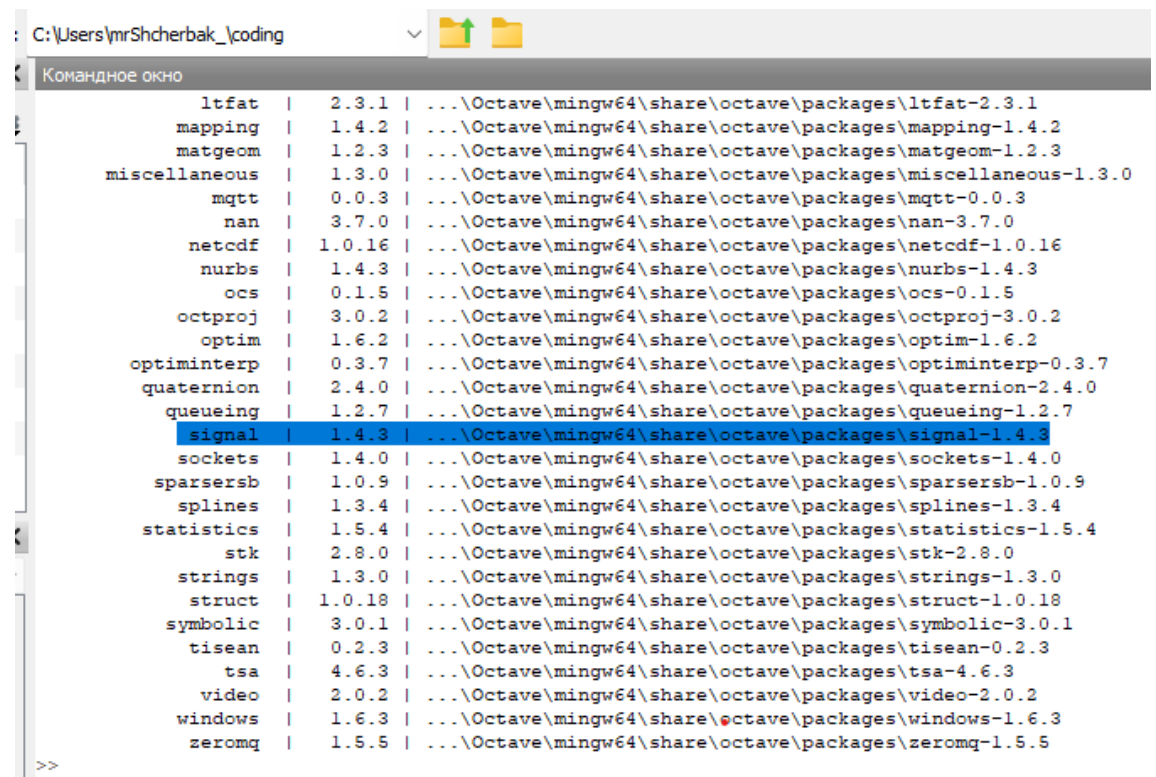 C:\Users\mrShcherbak_\coding
Командное окно
ltfat | 2.3.1 | ...\Octave\mingw64\share\octave\packages\ltfat-2.3.1
mapping | 1.4.2 | ...\Octave\mingw64\share\octave\packages\mapping-1.4.2
matgeom | 1.2.3 | ...\Octave\mingw64\share\octave\packages\matgeom-1.2.3
miscellaneous | 1.3.0 | ...\Octave\mingw64\share\octave\packages\miscellaneous-1.3.0
mqtt | 0.0.3 | ...\Octave\mingw64\share\octave\packages\mqtt-0.0.3
nan | 3.7.0 | ...\Octave\mingw64\share\octave\packages\nan-3.7.0
netcdf | 1.0.16 | ...\Octave\mingw64\share\octave\packages\netcdf-1.0.16
nurbs | 1.4.3 | ...\Octave\mingw64\share\octave\packages\nurbs-1.4.3
ocs | 0.1.5 | ...\Octave\mingw64\share\octave\packages\ocs-0.1.5
octproj | 3.0.2 | ...\Octave\mingw64\share\octave\packages\octproj-3.0.2
optim | 1.6.2 | ...\Octave\mingw64\share\octave\packages\optim-1.6.2
optiminterp | 0.3.7 | ...\Octave\mingw64\share\octave\packages\optiminterp-0.3.7
quaternion | 2.4.0 | ...\Octave\mingw64\share\octave\packages\quaternion-2.4.0
queueing | 1.2.7 | ...\Octave\mingw64\share\octave\packages\queueing-1.2.7
signal | 1.4.3 | ...\Octave\mingw64\share\octave\packages\signal-1.4.3
sockets | 1.4.0 | ...\Octave\mingw64\share\octave\packages\sockets-1.4.0
sparsersb | 1.0.9 | ...\Octave\mingw64\share\octave\packages\sparsersb-1.0.9
splines | 1.3.4 | ...\Octave\mingw64\share\octave\packages\splines-1.3.4
statistics | 1.5.4 | ...\Octave\mingw64\share\octave\packages\statistics-1.5.4
stk | 2.8.0 | ...\Octave\mingw64\share\octave\packages\stk-2.8.0
strings | 1.3.0 | ...\Octave\mingw64\share\octave\packages\strings-1.3.0
struct | 1.0.18 | ...\Octave\mingw64\share\octave\packages\struct-1.0.18
symbolic | 3.0.1 | ...\Octave\mingw64\share\octave\packages\symbolic-3.0.1
tisean | 0.2.3 | ...\Octave\mingw64\share\octave\packages\tisean-0.2.3
tsa | 4.6.3 | ...\Octave\mingw64\share\octave\packages\tsa-4.6.3
video | 2.0.2 | ...\Octave\mingw64\share\octave\packages\video-2.0.2
windows | 1.6.3 | ...\Octave\mingw64\share\octave\packages\windows-1.6.3
zeromq | 1.5.5 | ...\Octave\mingw64\share\octave\packages\zeromq-1.5.5
>>